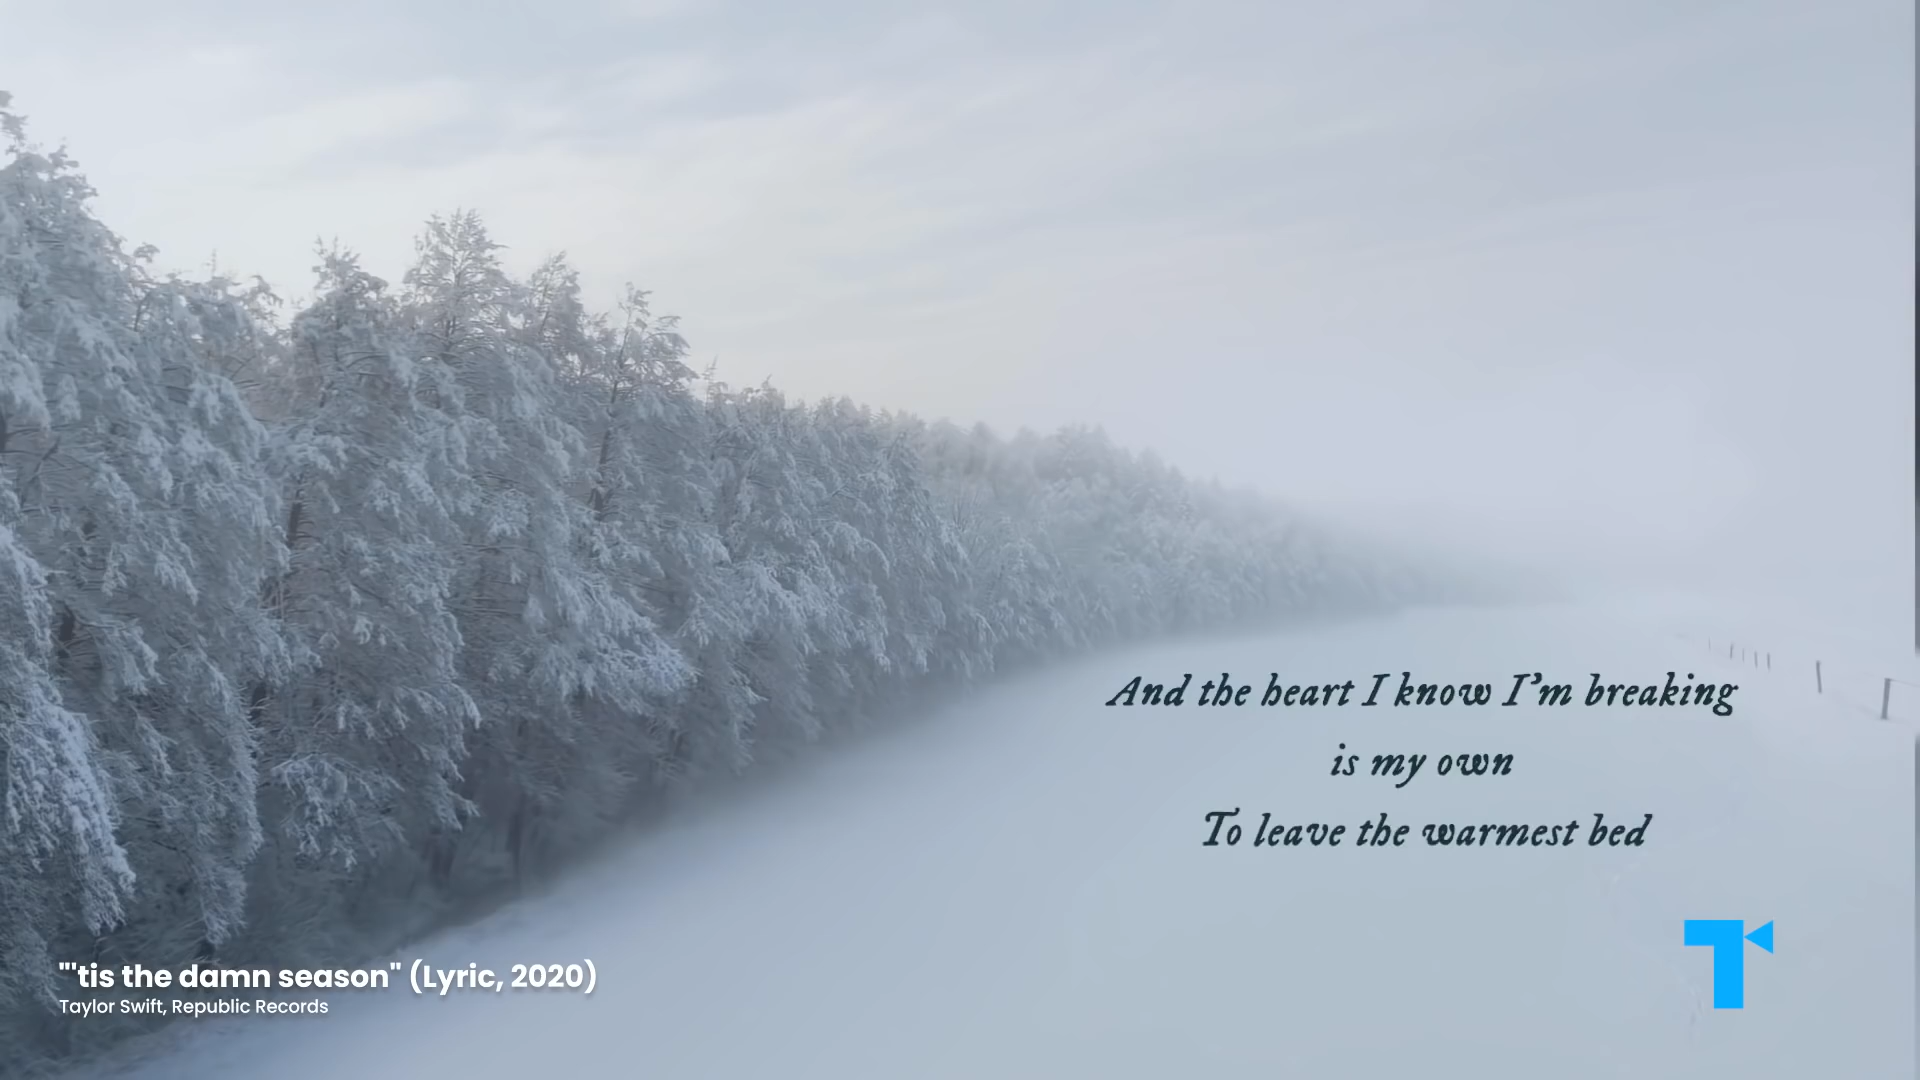 And the heart I know I'm breaking
is my own
To leave the warmest bed
"'tis the damn season" (Lyric, 2020)
Taylor Swift, Republic Records